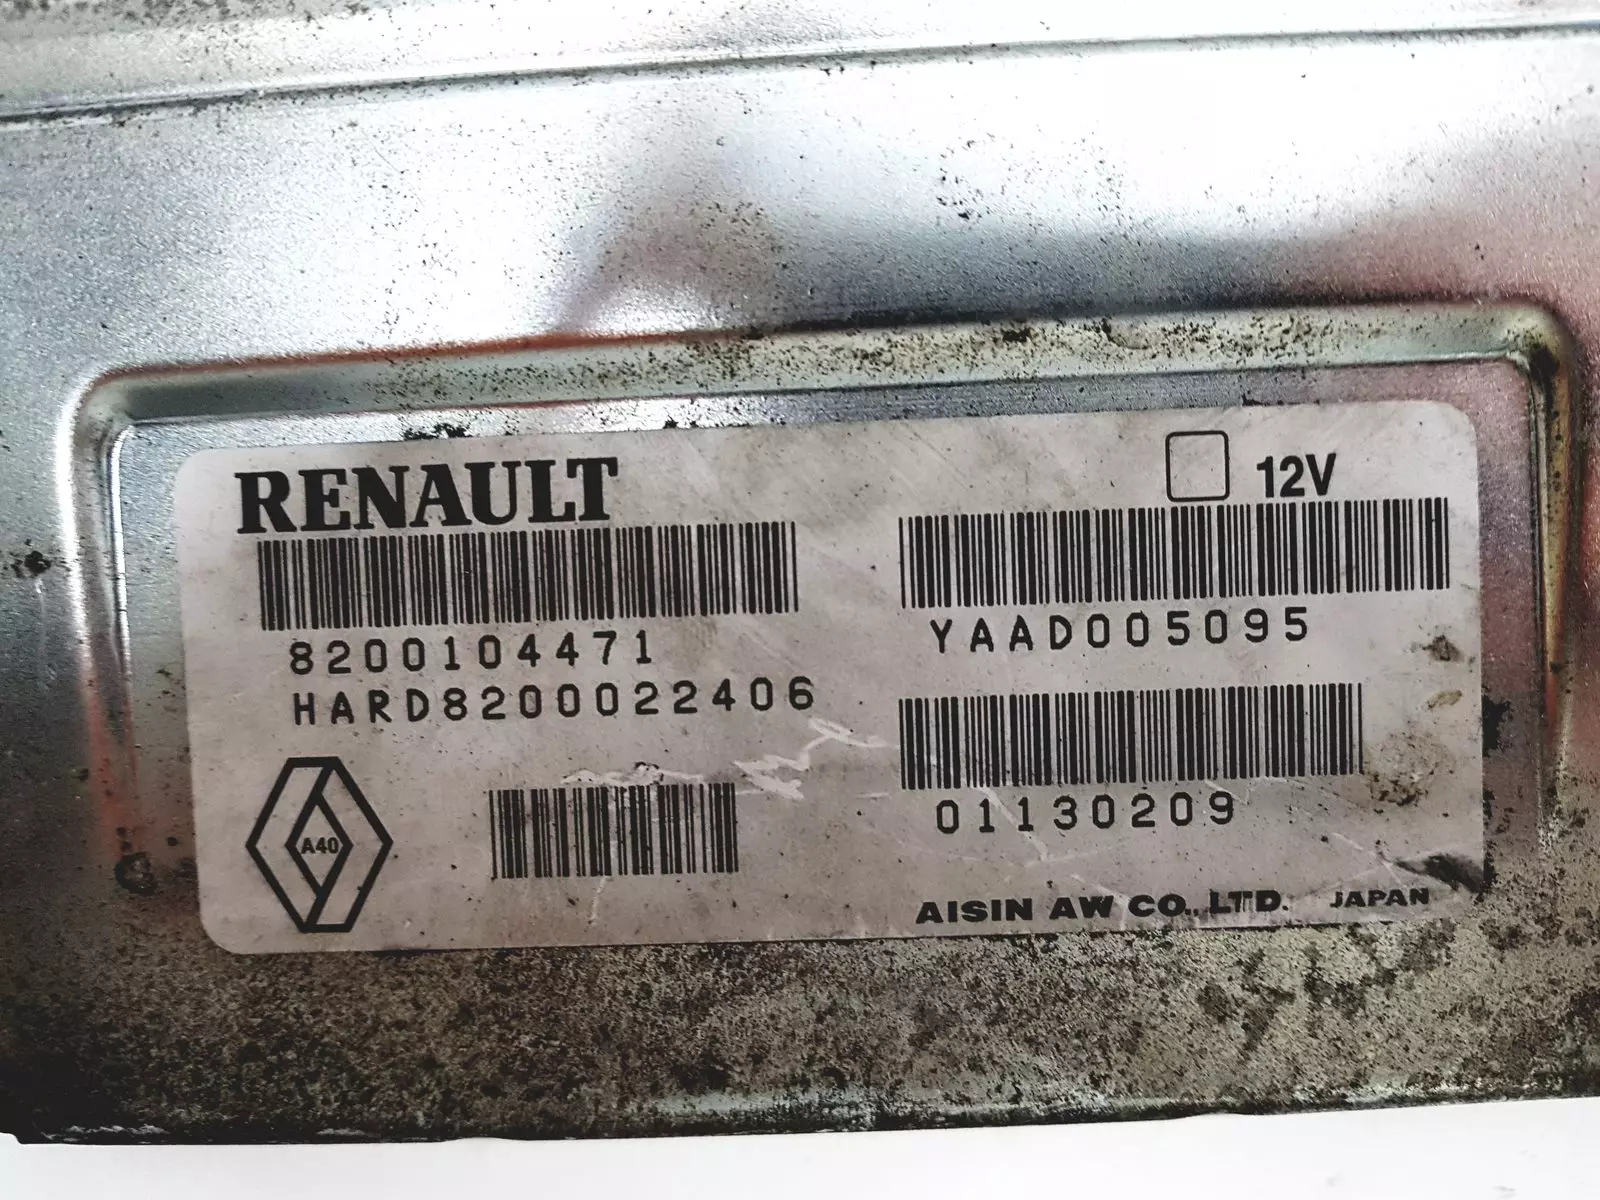 RENAULT
12V
8200104471
HARD8200022406
YAAD005095
01130209
A40
AISIN AW CO., LTD. JAPAN